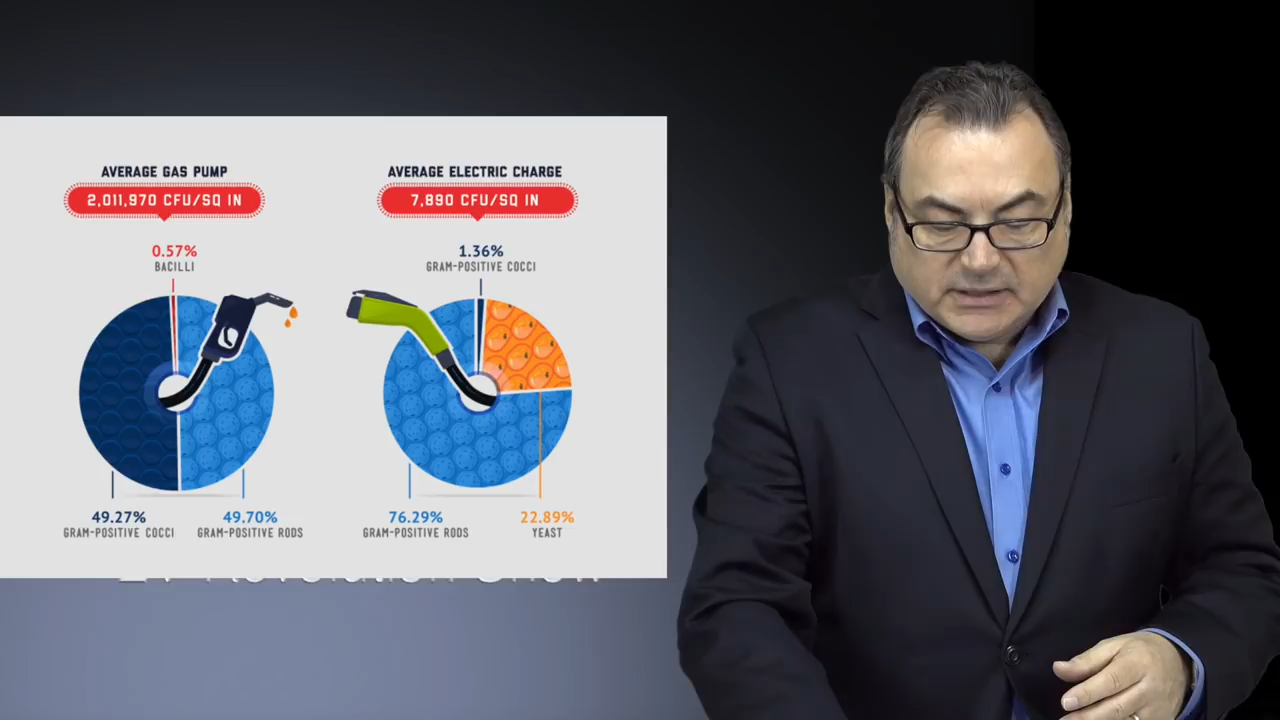 AVERAGE GAS PUMP
2,011,970 CFU/SQ IN
0.57%
BACILLI
49.27%
GRAM-POSITIVE COCCI
49.70%
GRAM-POSITIVE RODS
AVERAGE ELECTRIC CHARGE
7,890 CFU/SQ IN
1.36%
GRAM-POSITIVE COCCI
76.29%
GRAM-POSITIVE RODS
22.89%
YEAST